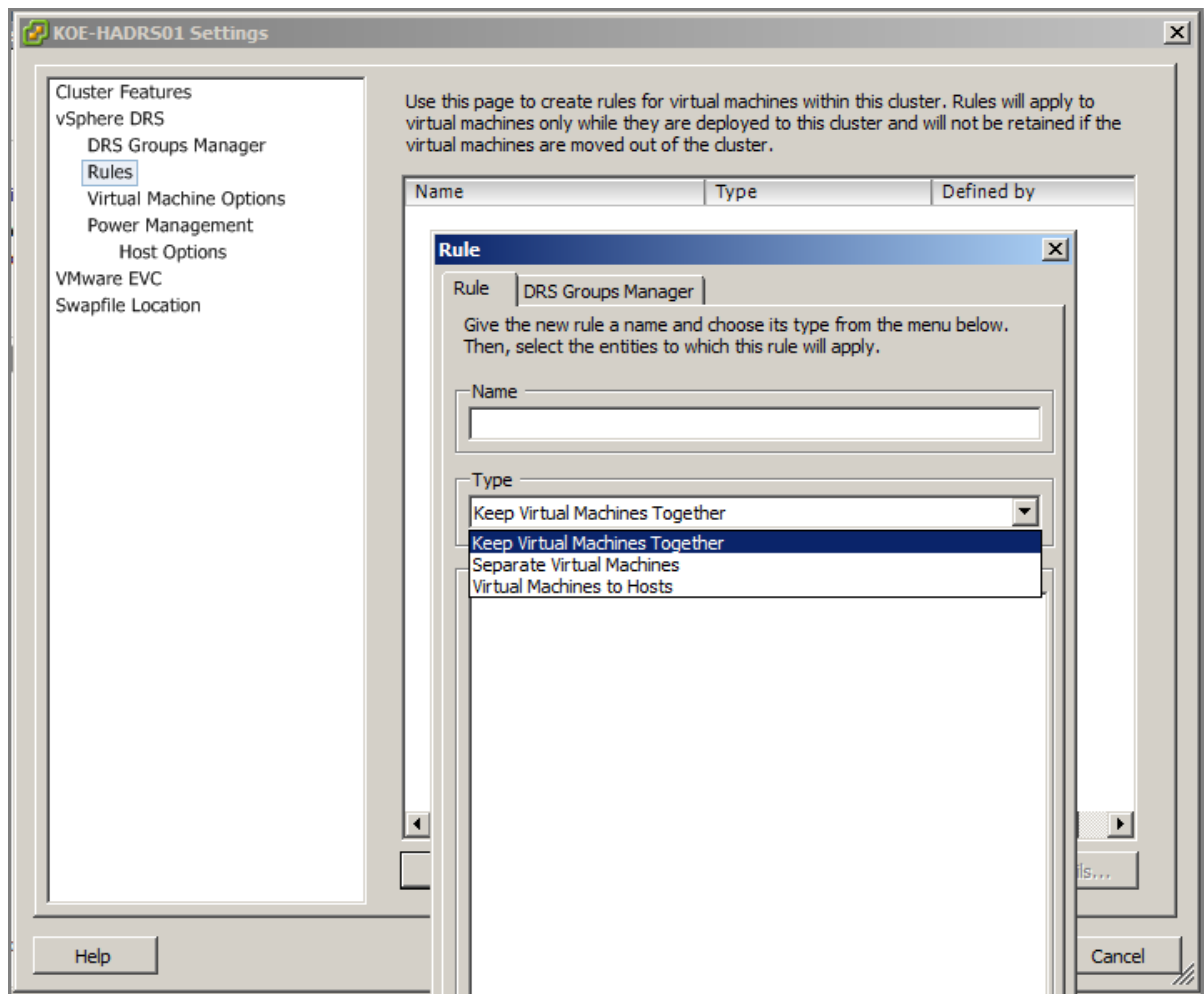 KOE-HADRS01 Settings
Cluster Features
vSphere DRS
DRS Groups Manager
Rules
Virtual Machine Options
Power Management
Host Options
VMware EVC
Swapfile Location
Use this page to create rules for virtual machines within this cluster. Rules will apply to
virtual machines only while they are deployed to this cluster and will not be retained if the
virtual machines are moved out of the cluster.
Name Type Defined by
Rule
Rule DRS Groups Manager
Give the new rule a name and choose its type from the menu below.
Then, select the entities to which this rule will apply.
Name
Type
Keep Virtual Machines Together
Keep Virtual Machines Together
Separate Virtual Machines
Virtual Machines to Hosts
ils...
Help Cancel